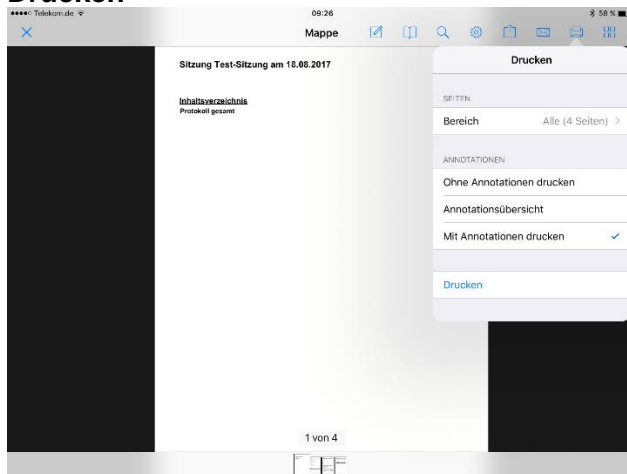 Drucken
Telekom.de 09:26 58 %
Mappe
Sitzung Test-Sitzung am 18.08.2017
Inhaltsverzeichnis
Protokoll gesamt
Drucken
SEITEN
Bereich Alle (4 Seiten)
ANNOTATIONEN
Ohne Annotationen drucken
Annotationsübersicht
Mit Annotationen drucken
Drucken
1 von 4